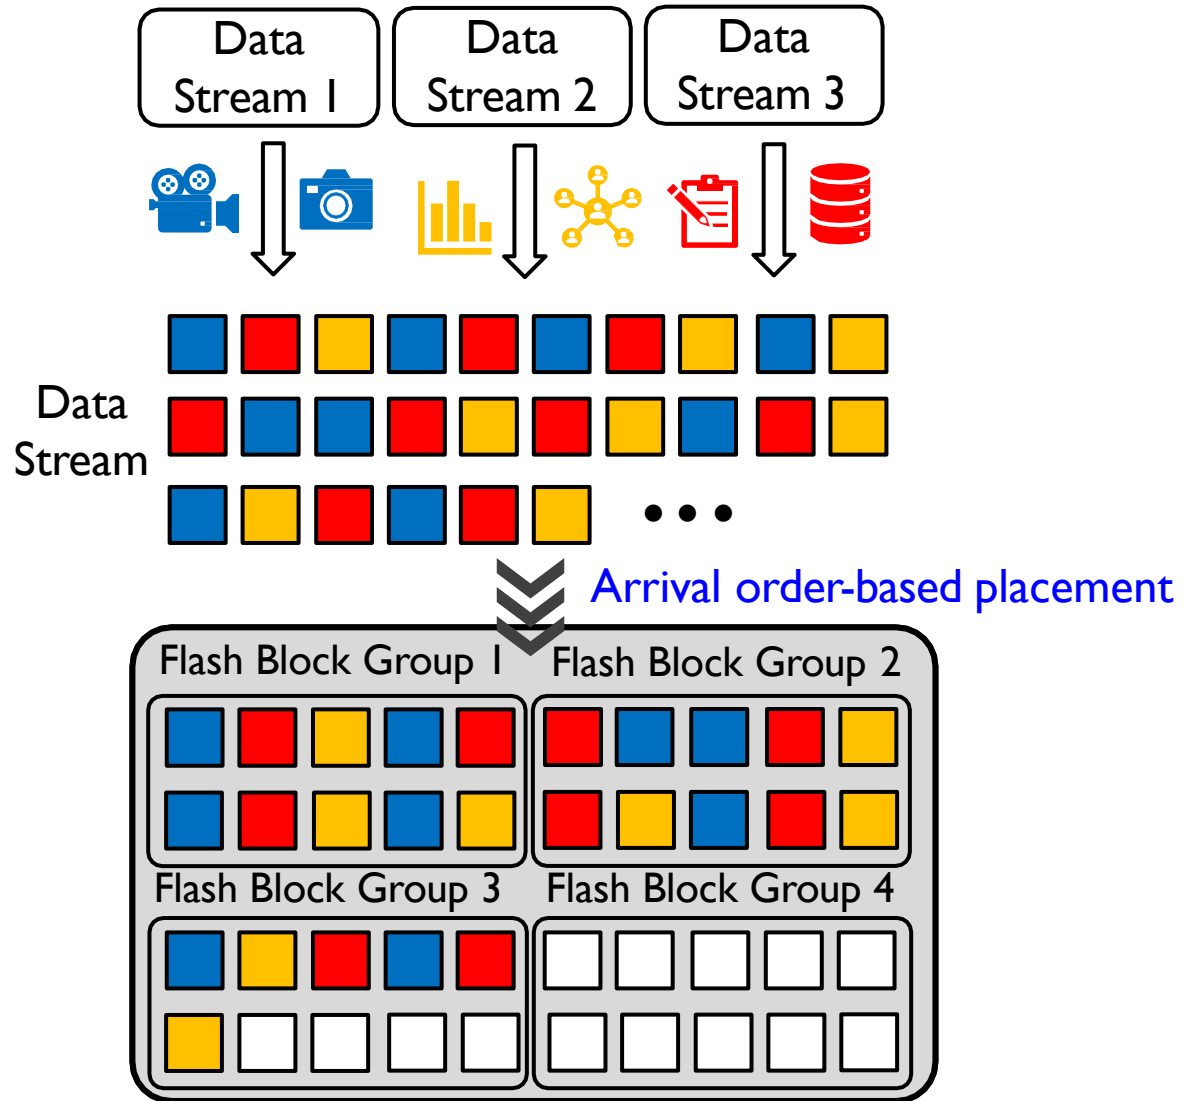 Data
Stream 1
Data
Stream 2
Data
Stream 3
Data
Stream
Arrival order-based placement
Flash Block Group 1
Flash Block Group 2
Flash Block Group 3
Flash Block Group 4